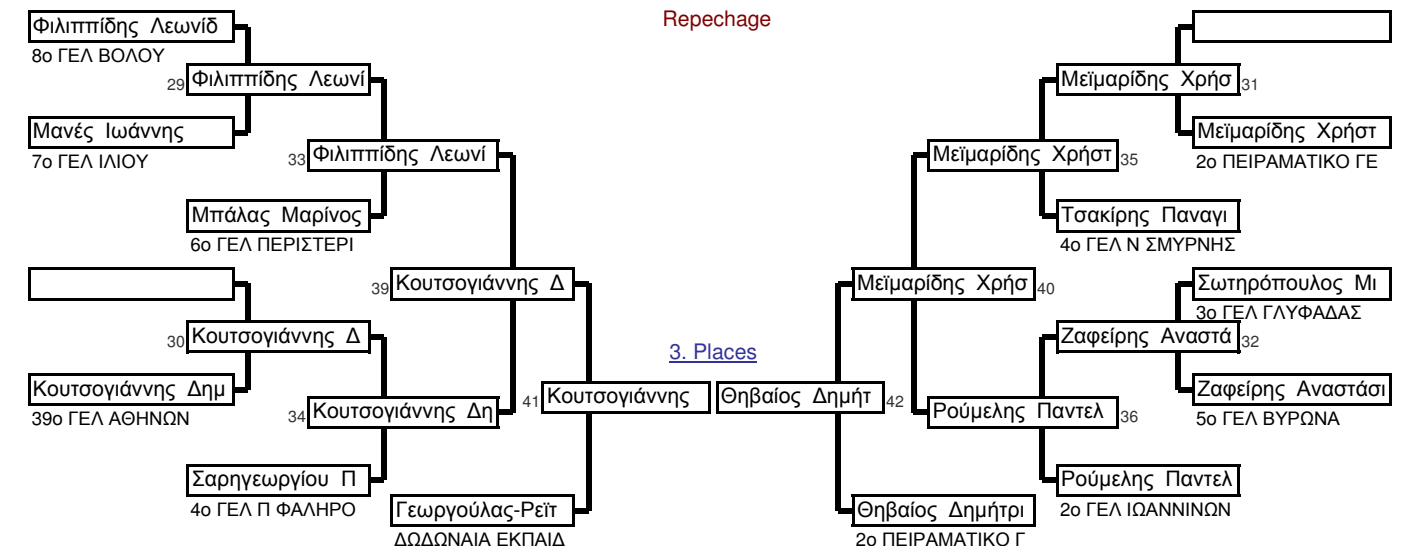 Repechage
Φιλιππίδης Λεωνίδ
8ο ΓΕΛ ΒΟΛΟΥ
29 Φιλιππίδης Λεωνί
Μανές Ιωάννης
7ο ΓΕΛ ΙΛΙΟΥ
33 Φιλιππίδης Λεωνί
Μπάλας Μαρίνος
6ο ΓΕΛ ΠΕΡΙΣΤΕΡΙ
39 Κουτσογιάννης Δ
30 Κουτσογιάννης Δ
Κουτσογιάννης Δημ
39ο ΓΕΛ ΑΘΗΝΩΝ
34 Κουτσογιάννης Δη
Σαρηγεωργίου Π
4ο ΓΕΛ Π ΦΑΛΗΡΟ
41 Κουτσογιάννης
Γεωργούλας-Ρεϊτ
ΔΩΔΩΝΑΙΑ ΕΚΠΑΙΔ
3. Places
Μεϊμαρίδης Χρήσ 31
Μεϊμαρίδης Χρήστ
2ο ΠΕΙΡΑΜΑΤΙΚΟ ΓΕ
Μεϊμαρίδης Χρήστ 35
Τσακίρης Παναγι
4ο ΓΕΛ Ν ΣΜΥΡΝΗΣ
Μεϊμαρίδης Χρήσ 40
Σωτηρόπουλος Μι
3ο ΓΕΛ ΓΛΥΦΑΔΑΣ
Ζαφείρης Αναστά 32
Ζαφείρης Αναστάσι
5ο ΓΕΛ ΒΥΡΩΝΑ
Θηβαίος Δημήτ 42
Ρούμελης Παντελ 36
Ρούμελης Παντελ
2ο ΓΕΛ ΙΩΑΝΝΙΝΩΝ
Θηβαίος Δημήτρι
2ο ΠΕΙΡΑΜΑΤΙΚΟ Γ